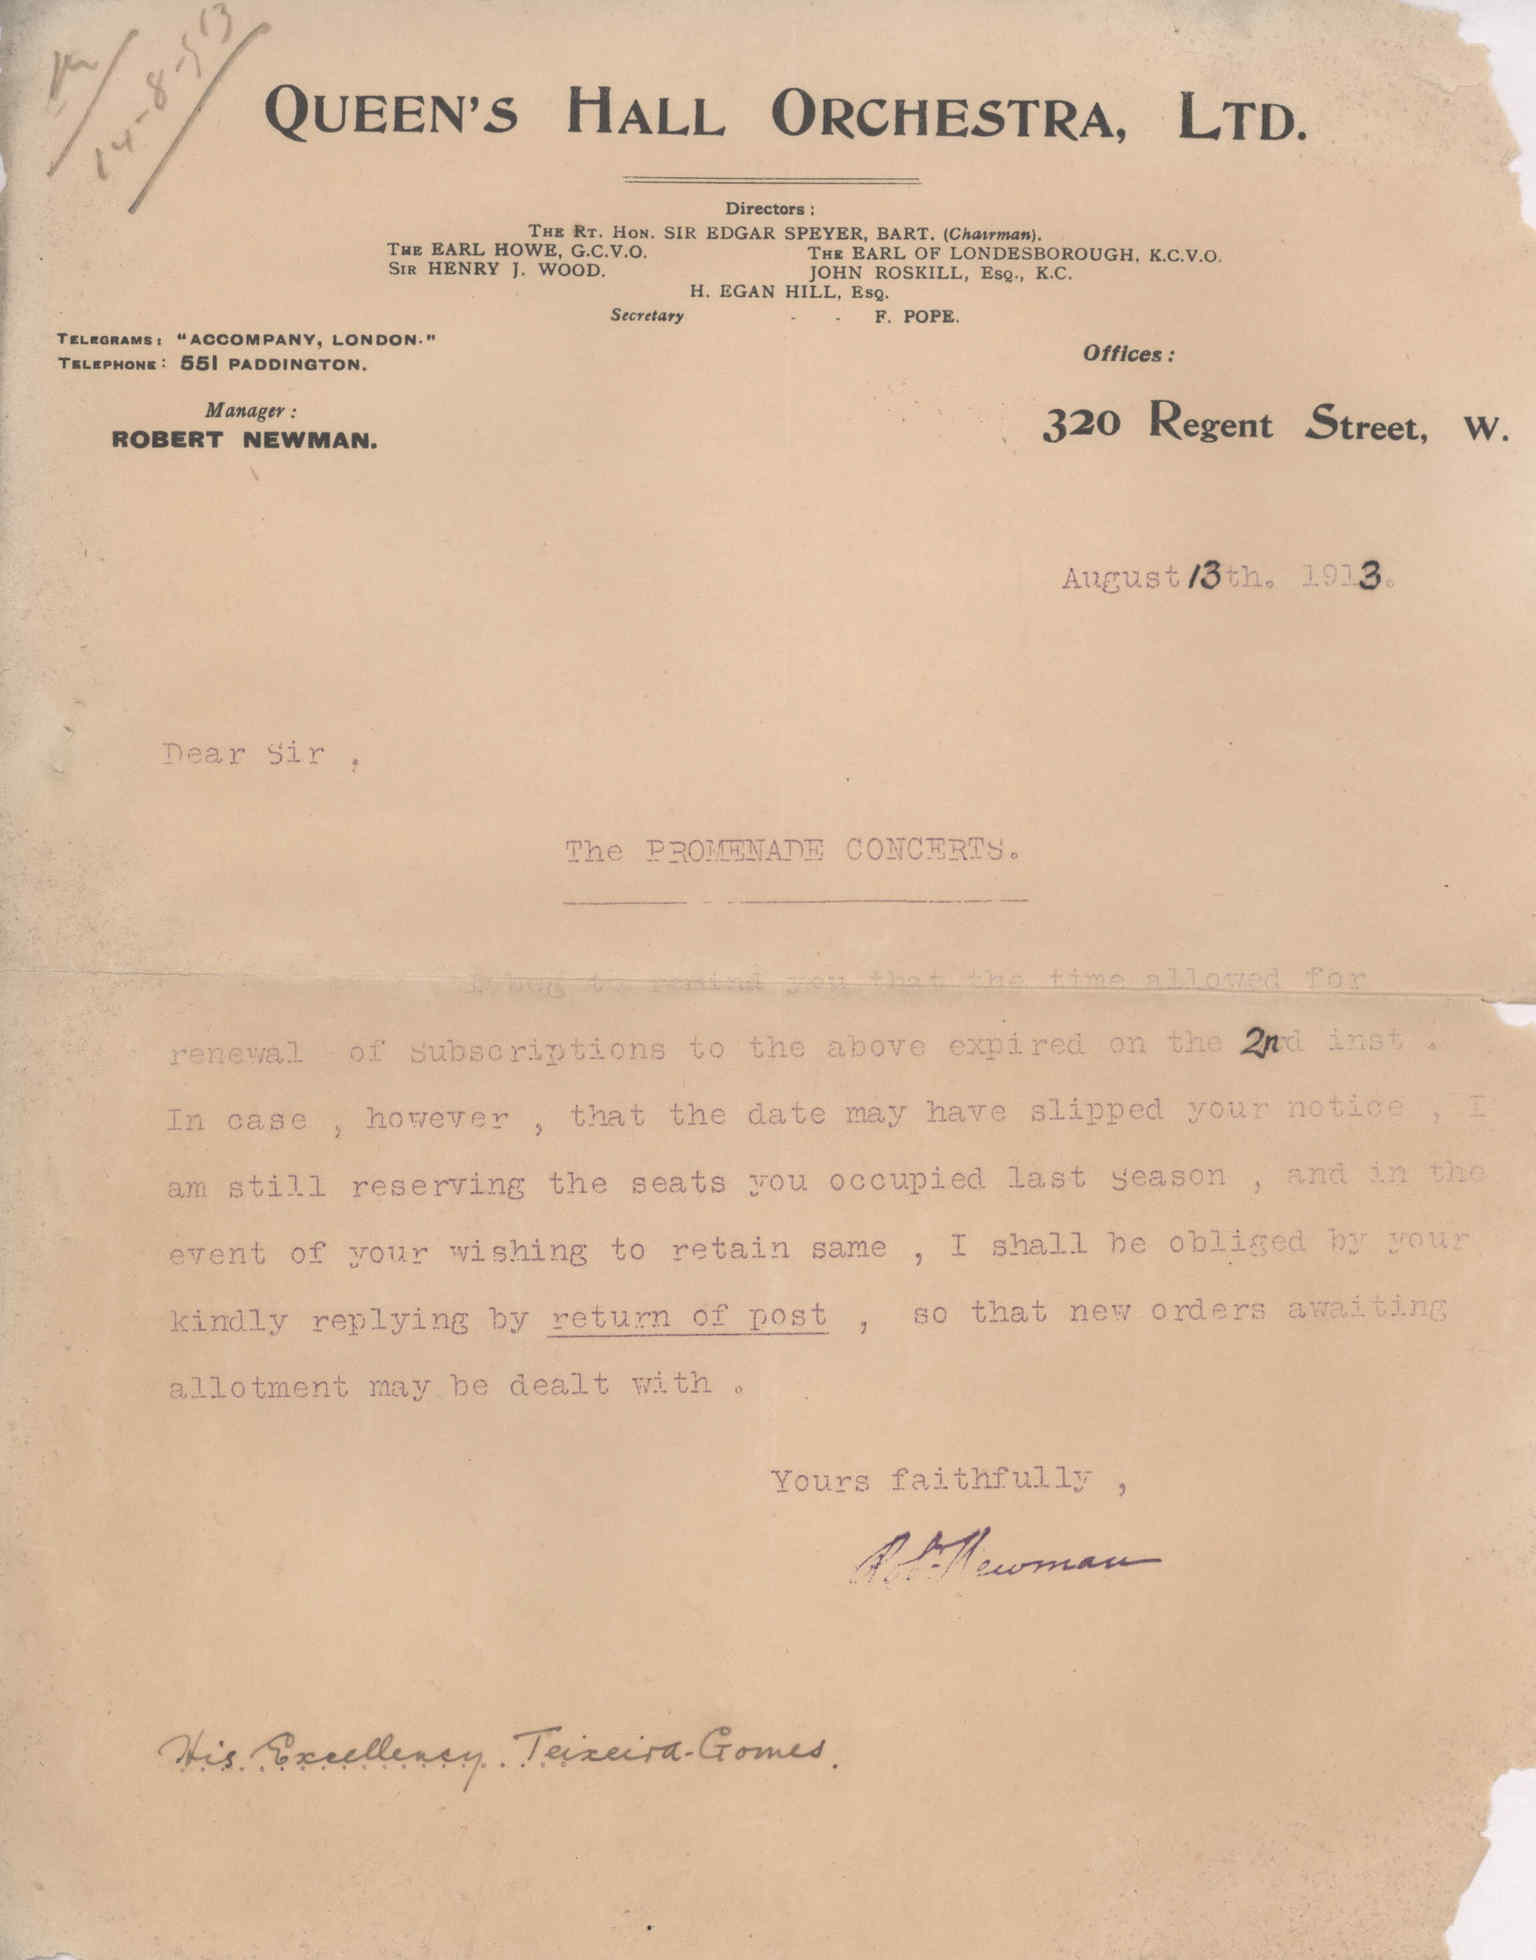 14-8-913
QUEEN'S HALL ORCHESTRA, LTD.
Directors:
THE RT. HON. SIR EDGAR SPEYER, BART. (Chairman).
THE EARL HOWE, G.C.V.O. THE EARL OF LONDESBOROUGH, K.C.V.O.
SIR HENRY J. WOOD. JOHN ROSKILL, ESQ., K.C.
H. EGAN HILL, ESQ.
Secretary - - F. POPE.
TELEGRAMS: "ACCOMPANY, LONDON."
TELEPHONE: 551 PADDINGTON.
Offices:
Manager:
ROBERT NEWMAN.
320 Regent Street, W.
August 13th. 1913.
Dear Sir ,
The PROMENADE CONCERTS.
I beg to remind you that the time allowed for
renewal of Subscriptions to the above expired on the 2nd inst .
In case , however , that the date may have slipped your notice , I
am still reserving the seats you occupied last Season , and in the
event of your wishing to retain same , I shall be obliged by your
kindly replying by return of post , so that new orders awaiting
allotment may be dealt with .
Yours faithfully ,
Robt. Newman
His Excellency. Teixeira-Gomes.